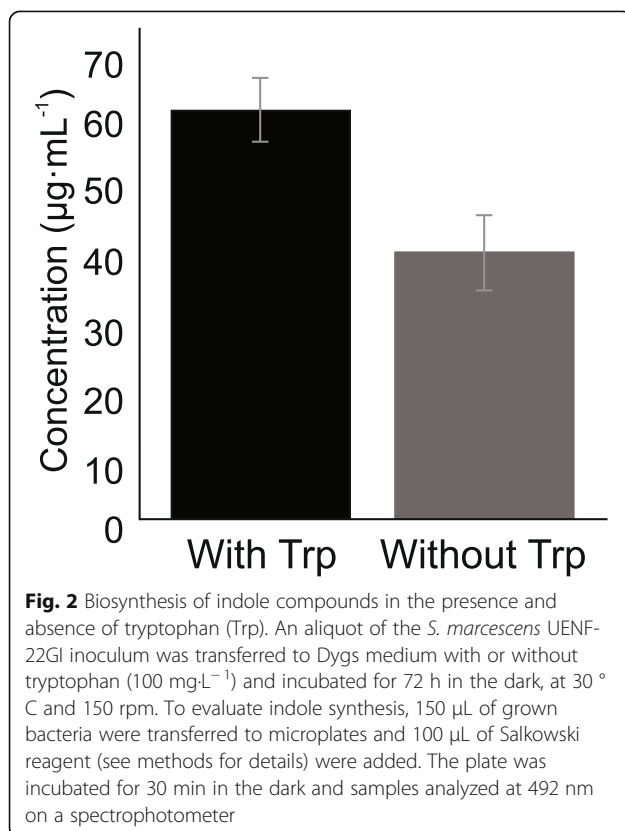 Concentration (µg·mL-1)
70
60
50
40
30
20
10
0
With Trp Without Trp
Fig. 2 Biosynthesis of indole compounds in the presence and
absence of tryptophan (Trp). An aliquot of the S. marcescens UENF-
22GI inoculum was transferred to Dygs medium with or without
tryptophan (100 mg·L− 1) and incubated for 72 h in the dark, at 30 °
C and 150 rpm. To evaluate indole synthesis, 150 µL of grown
bacteria were transferred to microplates and 100 µL of Salkowski
reagent (see methods for details) were added. The plate was
incubated for 30 min in the dark and samples analyzed at 492 nm
on a spectrophotometer